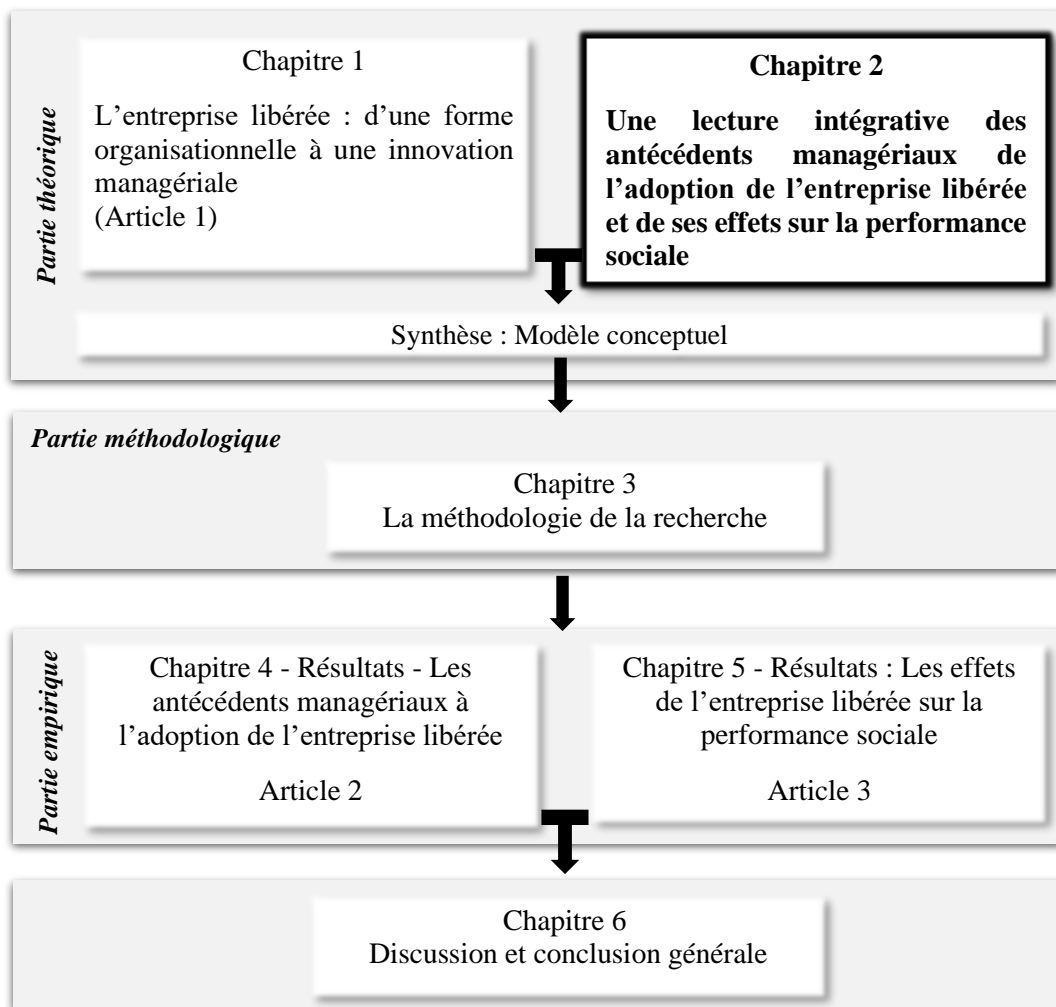 Partie théorique
Chapitre 1
L’entreprise libérée : d’une forme
organisationnelle à une innovation
managériale
(Article 1)
Chapitre 2
Une lecture intégrative des
antécédents managériaux de
l’adoption de l’entreprise libérée
et de ses effets sur la performance
sociale
Synthèse : Modèle conceptuel
Partie méthodologique
Chapitre 3
La méthodologie de la recherche
Partie empirique
Chapitre 4 - Résultats - Les
antécédents managériaux à
l’adoption de l’entreprise libérée
Article 2
Chapitre 5 - Résultats : Les effets
de l’entreprise libérée sur la
performance sociale
Article 3
Chapitre 6
Discussion et conclusion générale